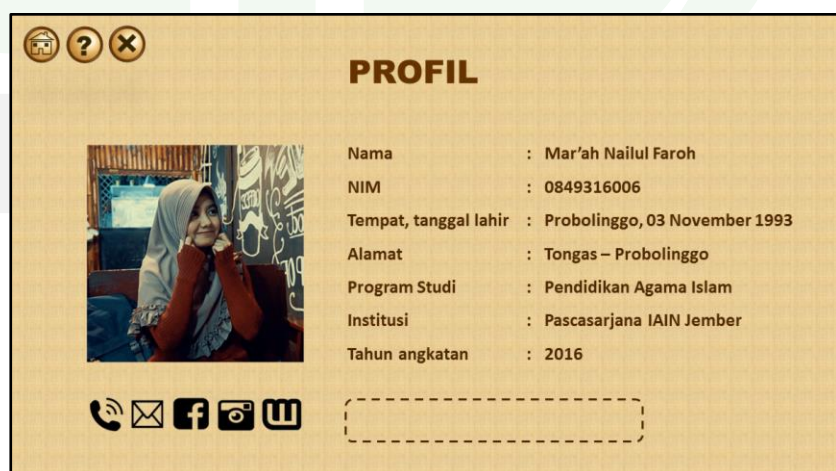 ?
PROFIL
Nama : Mar'ah Nailul Faroh
NIM : 0849316006
Tempat, tanggal lahir : Probolinggo, 03 November 1993
Alamat : Tongas – Probolinggo
Program Studi : Pendidikan Agama Islam
Institusi : Pascasarjana IAIN Jember
Tahun angkatan : 2016